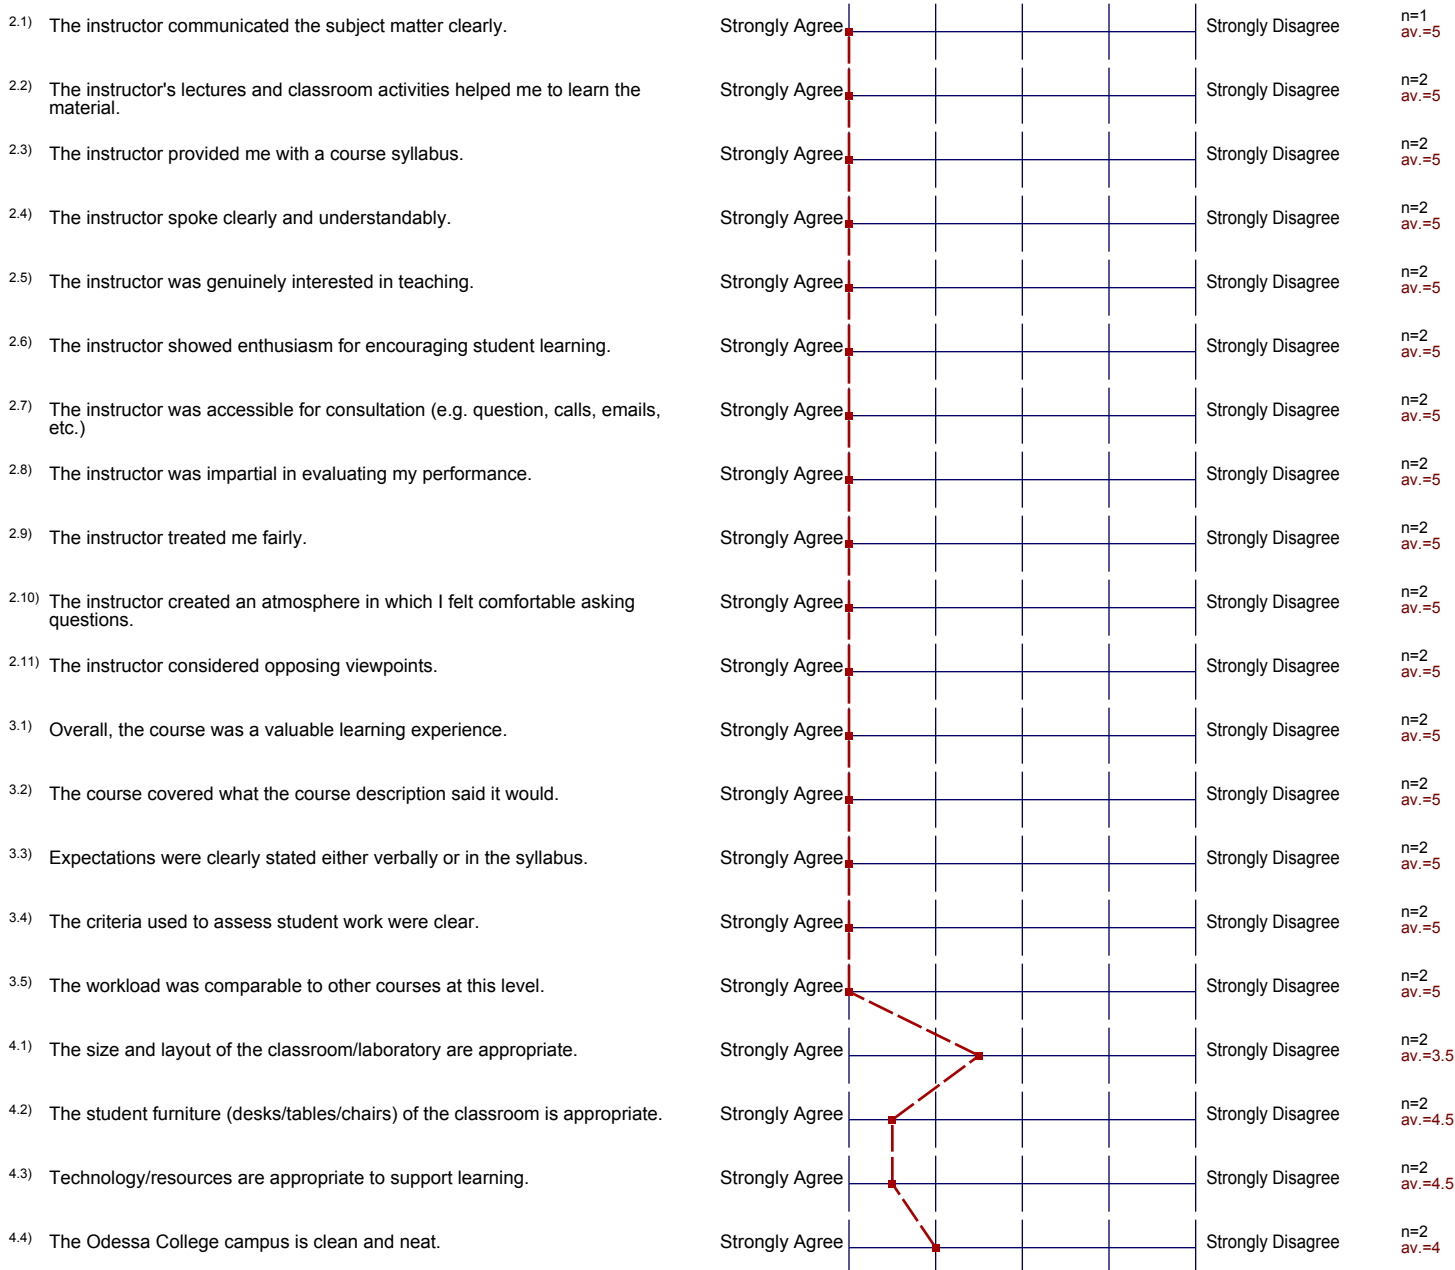 2.1) The instructor communicated the subject matter clearly. Strongly Agree Strongly Disagree n=1
av.=5
2.2) The instructor's lectures and classroom activities helped me to learn the
material. Strongly Agree Strongly Disagree n=2
av.=5
2.3) The instructor provided me with a course syllabus. Strongly Agree Strongly Disagree n=2
av.=5
2.4) The instructor spoke clearly and understandably. Strongly Agree Strongly Disagree n=2
av.=5
2.5) The instructor was genuinely interested in teaching. Strongly Agree Strongly Disagree n=2
av.=5
2.6) The instructor showed enthusiasm for encouraging student learning. Strongly Agree Strongly Disagree n=2
av.=5
2.7) The instructor was accessible for consultation (e.g. question, calls, emails,
etc.) Strongly Agree Strongly Disagree n=2
av.=5
2.8) The instructor was impartial in evaluating my performance. Strongly Agree Strongly Disagree n=2
av.=5
2.9) The instructor treated me fairly. Strongly Agree Strongly Disagree n=2
av.=5
2.10) The instructor created an atmosphere in which I felt comfortable asking
questions. Strongly Agree Strongly Disagree n=2
av.=5
2.11) The instructor considered opposing viewpoints. Strongly Agree Strongly Disagree n=2
av.=5
3.1) Overall, the course was a valuable learning experience. Strongly Agree Strongly Disagree n=2
av.=5
3.2) The course covered what the course description said it would. Strongly Agree Strongly Disagree n=2
av.=5
3.3) Expectations were clearly stated either verbally or in the syllabus. Strongly Agree Strongly Disagree n=2
av.=5
3.4) The criteria used to assess student work were clear. Strongly Agree Strongly Disagree n=2
av.=5
3.5) The workload was comparable to other courses at this level. Strongly Agree Strongly Disagree n=2
av.=5
4.1) The size and layout of the classroom/laboratory are appropriate. Strongly Agree Strongly Disagree n=2
av.=3.5
4.2) The student furniture (desks/tables/chairs) of the classroom is appropriate. Strongly Agree Strongly Disagree n=2
av.=4.5
4.3) Technology/resources are appropriate to support learning. Strongly Agree Strongly Disagree n=2
av.=4.5
4.4) The Odessa College campus is clean and neat. Strongly Agree Strongly Disagree n=2
av.=4